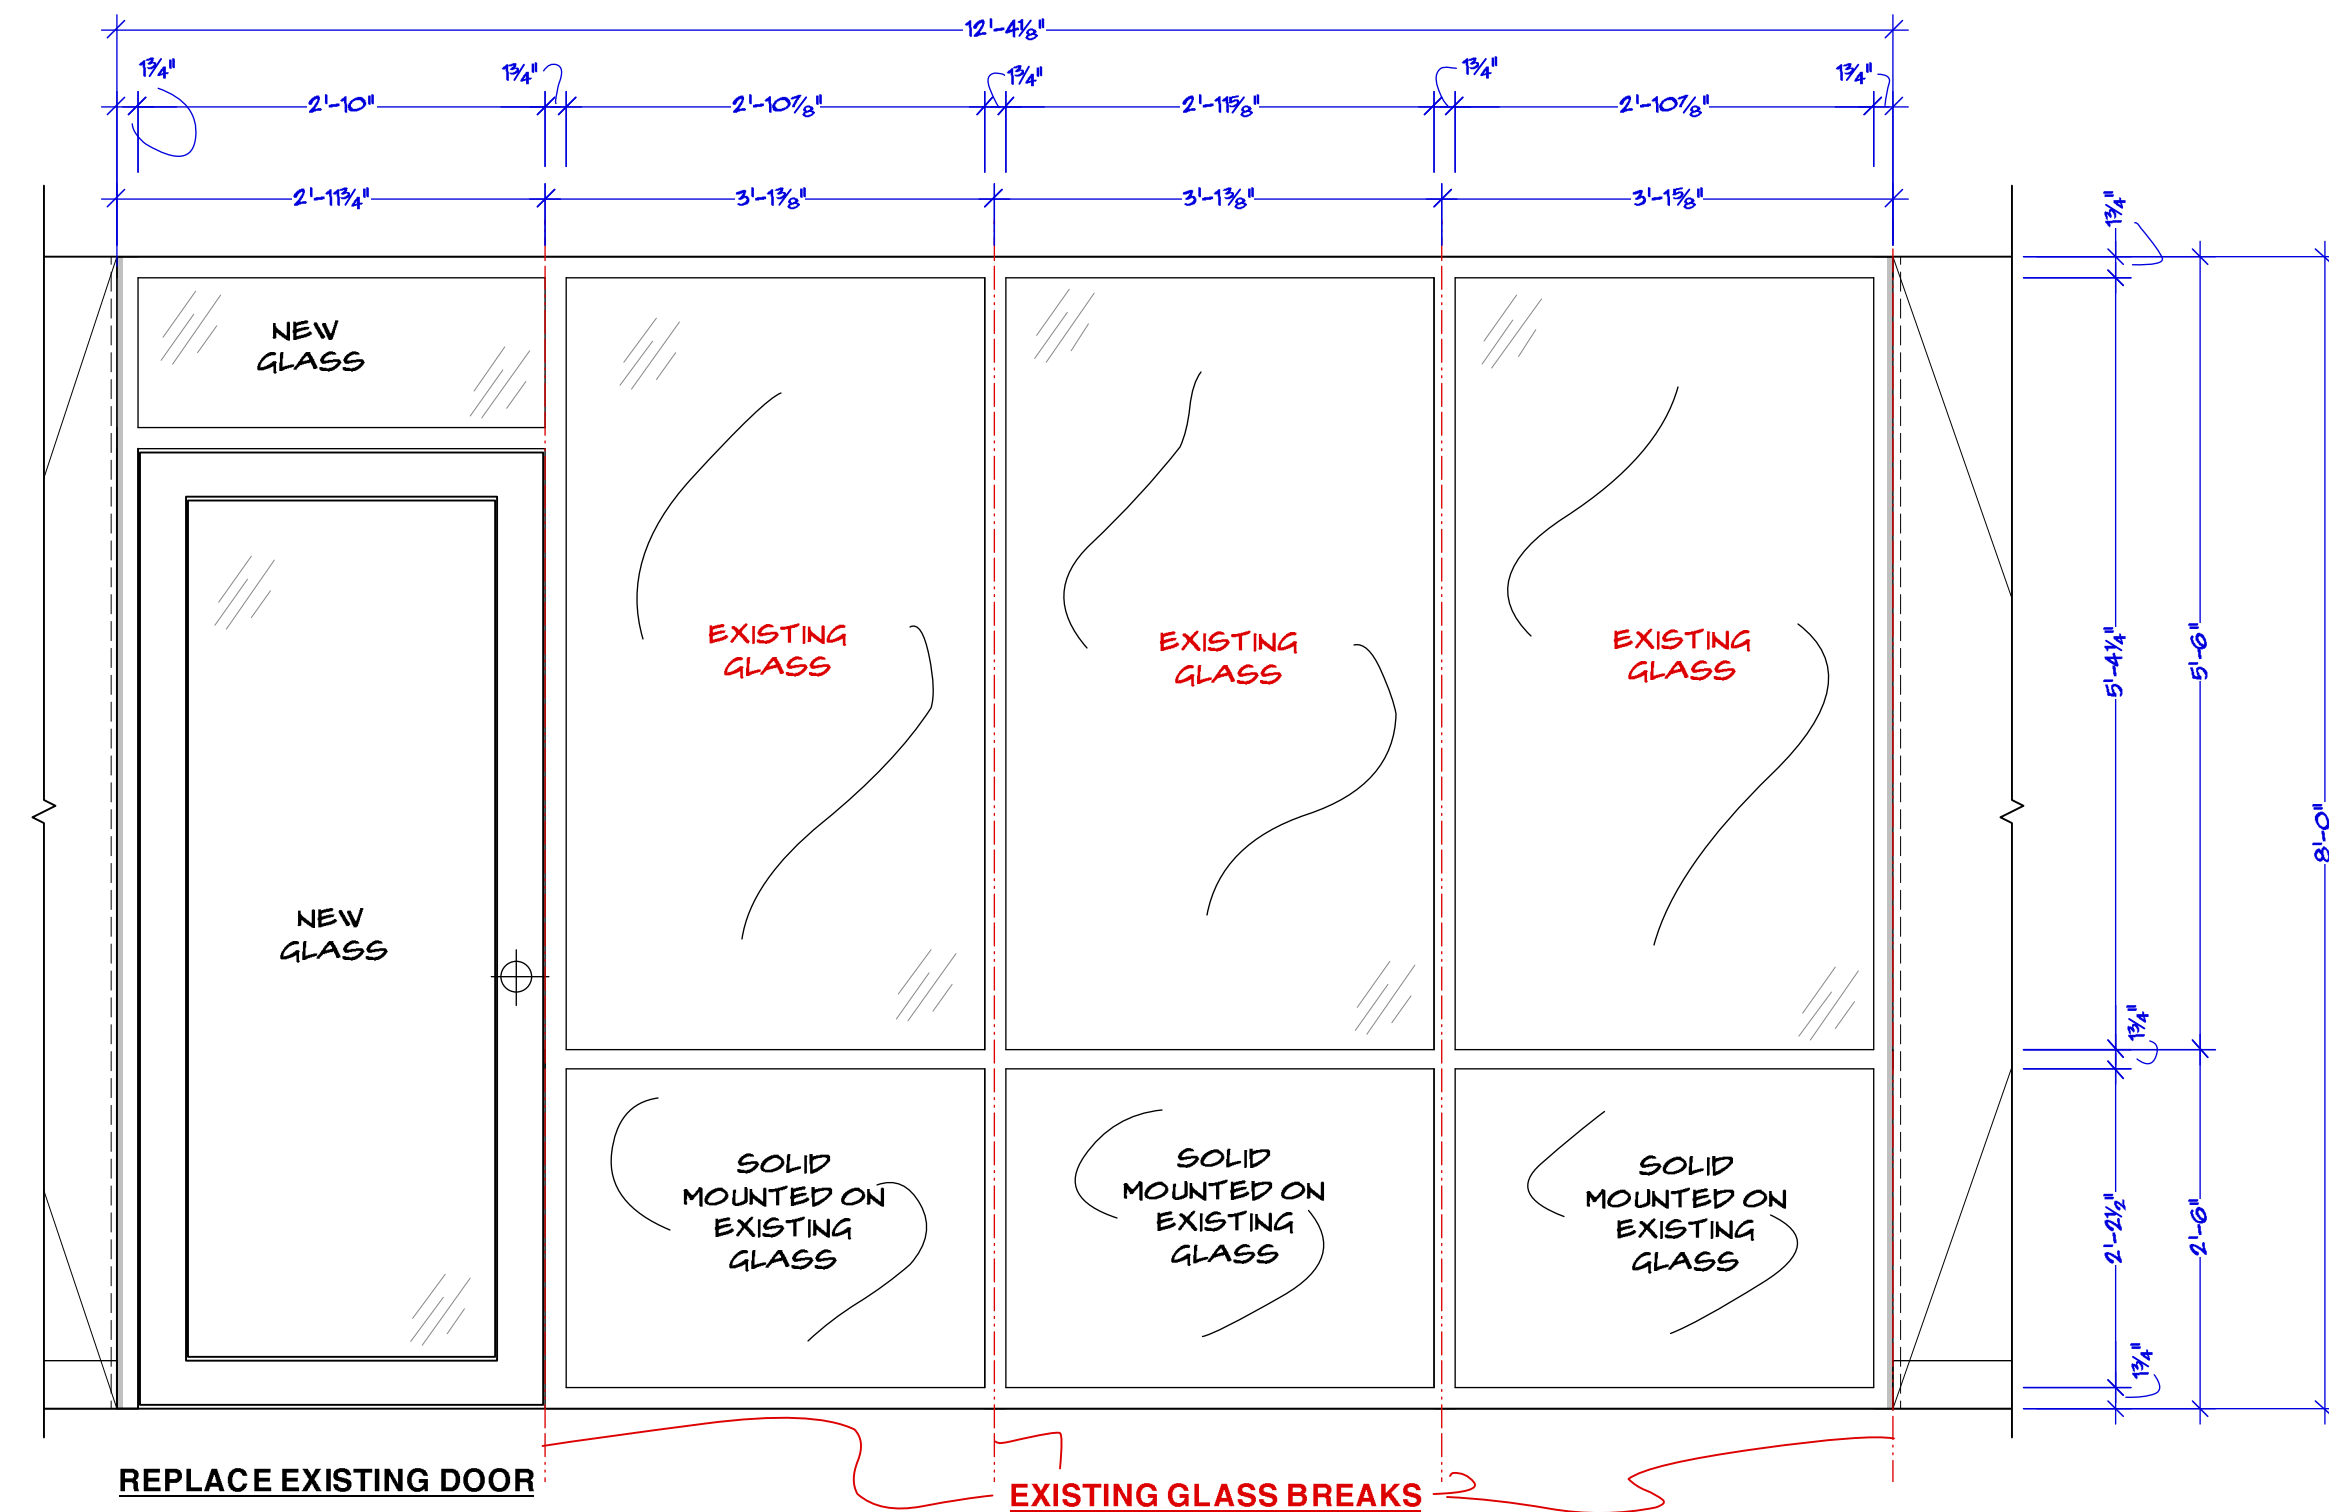 12'-4⅛"
1¾"
1¾"
1¾"
1¾"
1¾"
2'-10"
2'-10⅞"
2'-11⅝"
2'-10⅞"
2'-11¾"
3'-1⅜"
3'-1⅜"
3'-1⅝"
1¾"
NEW
GLASS
EXISTING
GLASS
EXISTING
GLASS
EXISTING
GLASS
5'-4¼"
5'-6"
8'-0"
NEW
GLASS
1¾"
SOLID
MOUNTED ON
EXISTING
GLASS
SOLID
MOUNTED ON
EXISTING
GLASS
SOLID
MOUNTED ON
EXISTING
GLASS
2'-2½"
2'-6"
1¾"
REPLACE EXISTING DOOR
EXISTING GLASS BREAKS